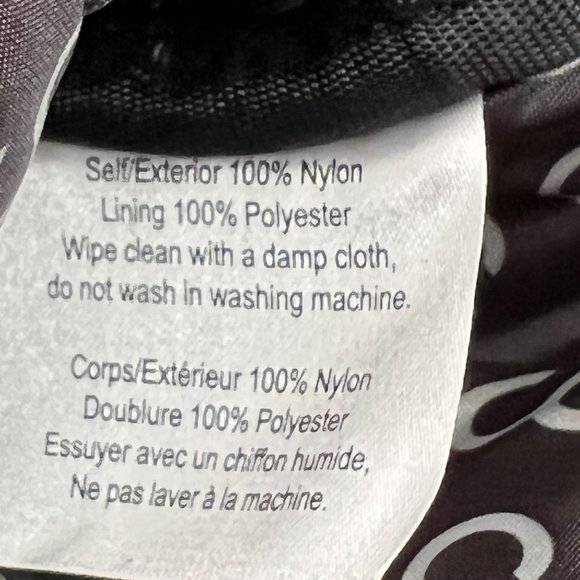 Self/Exterior 100% Nylon
Lining 100% Polyester
Wipe clean with a damp cloth,
do not wash in washing machine.
Corps/Extérieur 100% Nylon
Doublure 100% Polyester
Essuyer avec un chiffon humide,
Ne pas laver à la machine.